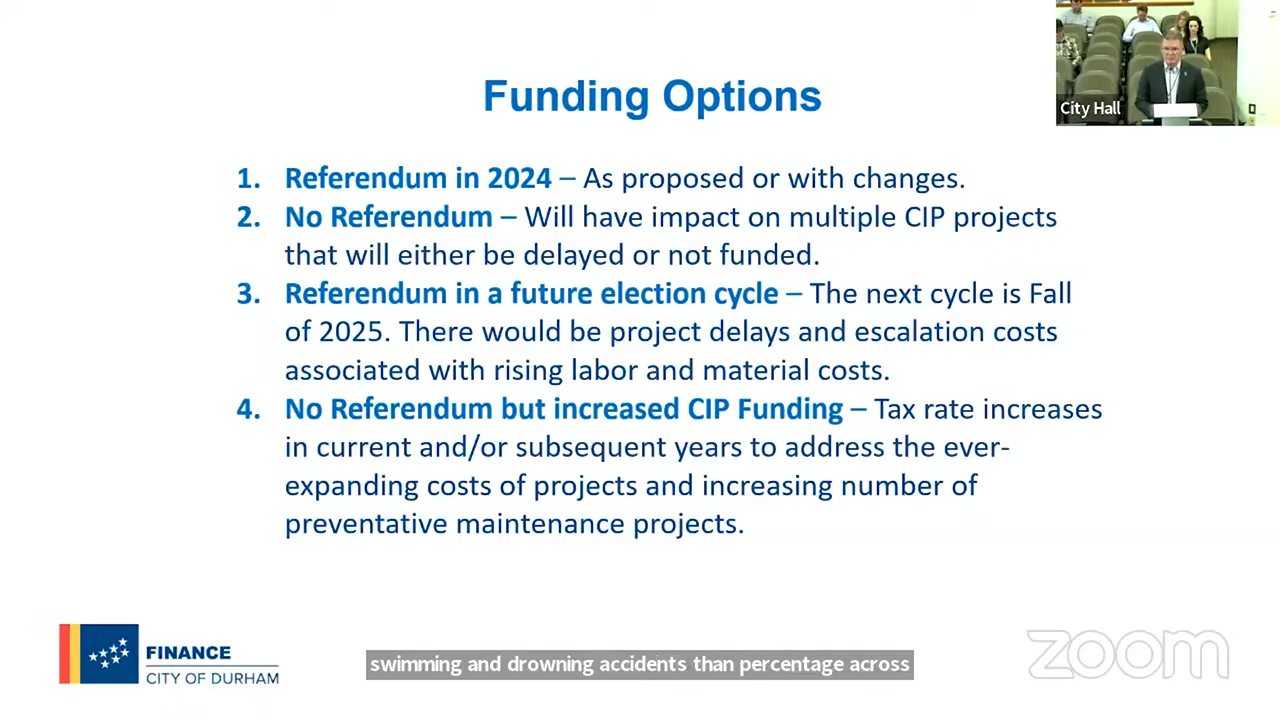 Funding Options
City Hall
1. Referendum in 2024 – As proposed or with changes.
2. No Referendum – Will have impact on multiple CIP projects
that will either be delayed or not funded.
3. Referendum in a future election cycle – The next cycle is Fall
of 2025. There would be project delays and escalation costs
associated with rising labor and material costs.
4. No Referendum but increased CIP Funding – Tax rate increases
in current and/or subsequent years to address the ever-
expanding costs of projects and increasing number of
preventative maintenance projects.
FINANCE
CITY OF DURHAM
swimming and drowning accidents than percentage across
zoom